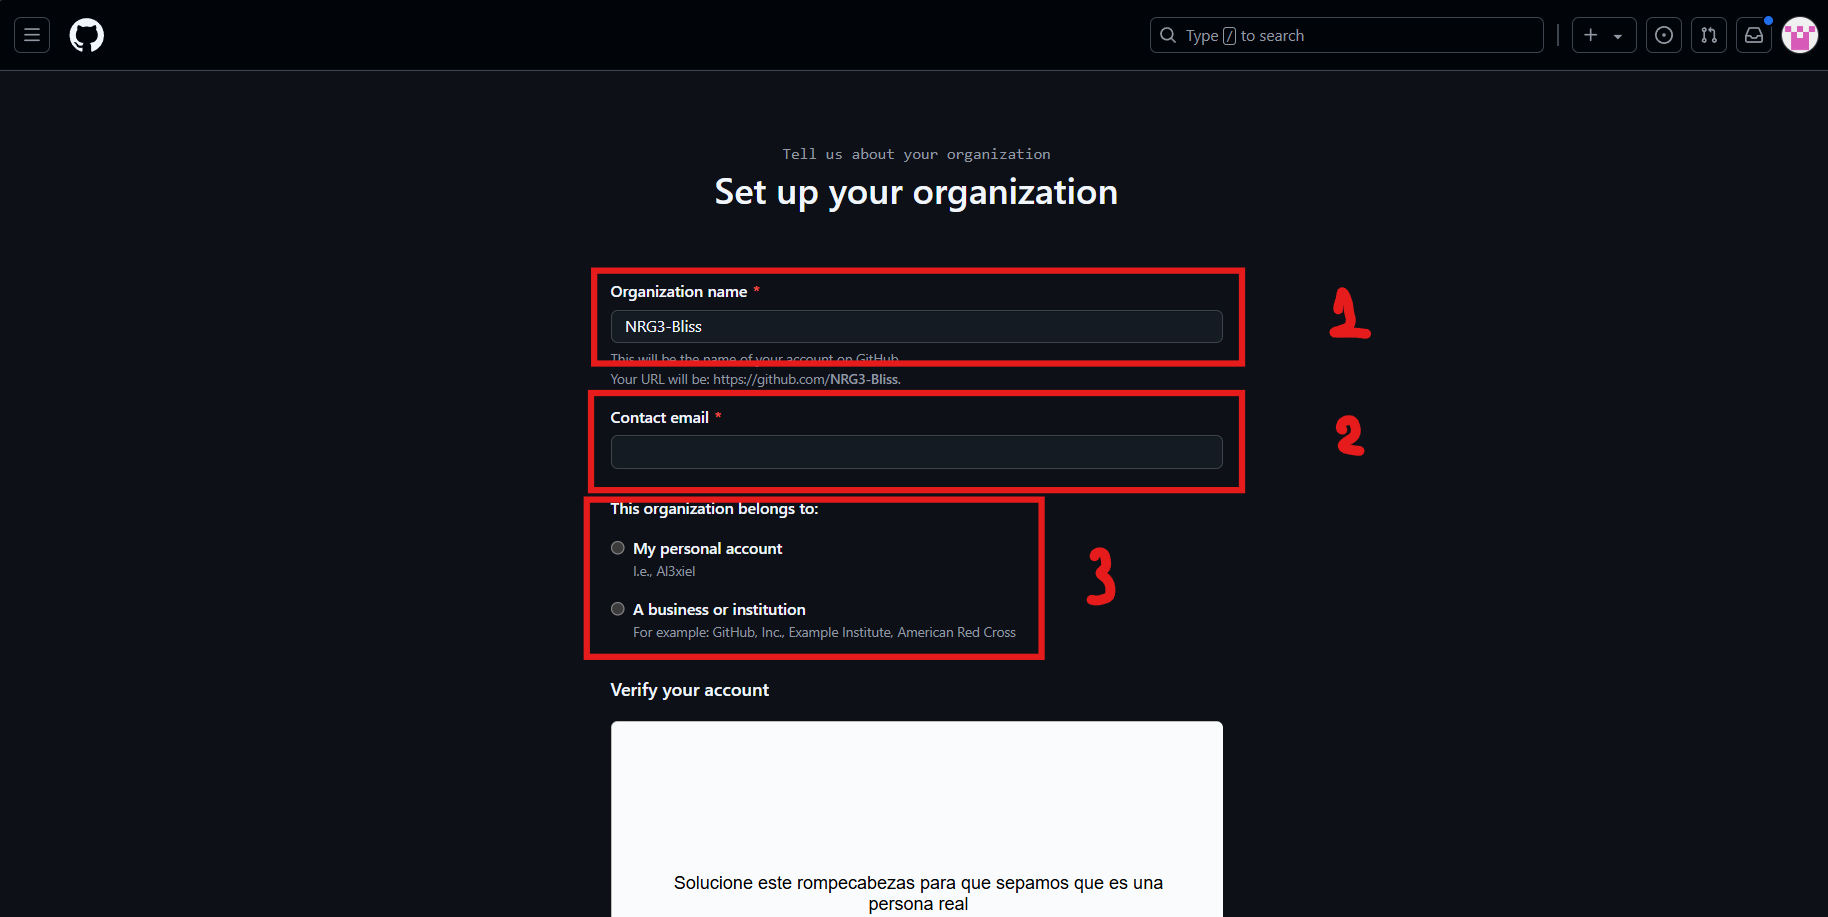 Type / to search
Tell us about your organization
Set up your organization
Organization name *
NRG3-Bliss
This will be the name of your account on GitHub.
Your URL will be: https://github.com/NRG3-Bliss.
1
Contact email *
2
This organization belongs to:
My personal account
I.e., Al3xiel
A business or institution
For example: GitHub, Inc., Example Institute, American Red Cross
3
Verify your account
Solucione este rompecabezas para que sepamos que es una
persona real